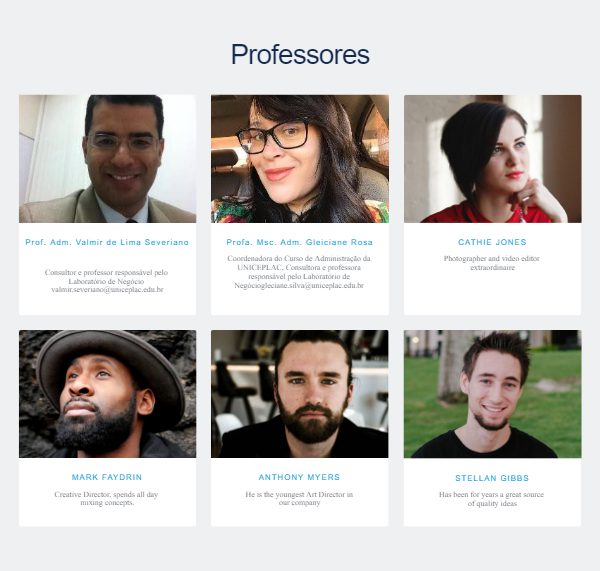 Professores
Prof. Adm. Valmir de Lima Severiano
Consultor e professor responsável pelo
Laboratório de Negócio
valmir.severiano@uniceplac.edu.br
Profa. Msc. Adm. Gleiciane Rosa
Coordenadora do Curso de Administração da
UNICEPLAC, Consultora e professora
responsável pelo Laboratório de
Negóciogleciane.silva@uniceplac.edu.br
CATHIE JONES
Photographer and video editor
extraordinaire
MARK FAYDRIN
Creative Director, spends all day
mixing concepts.
ANTHONY MYERS
He is the youngest Art Director in
our company
STELLAN GIBBS
Has been for years a great source
of quality ideas